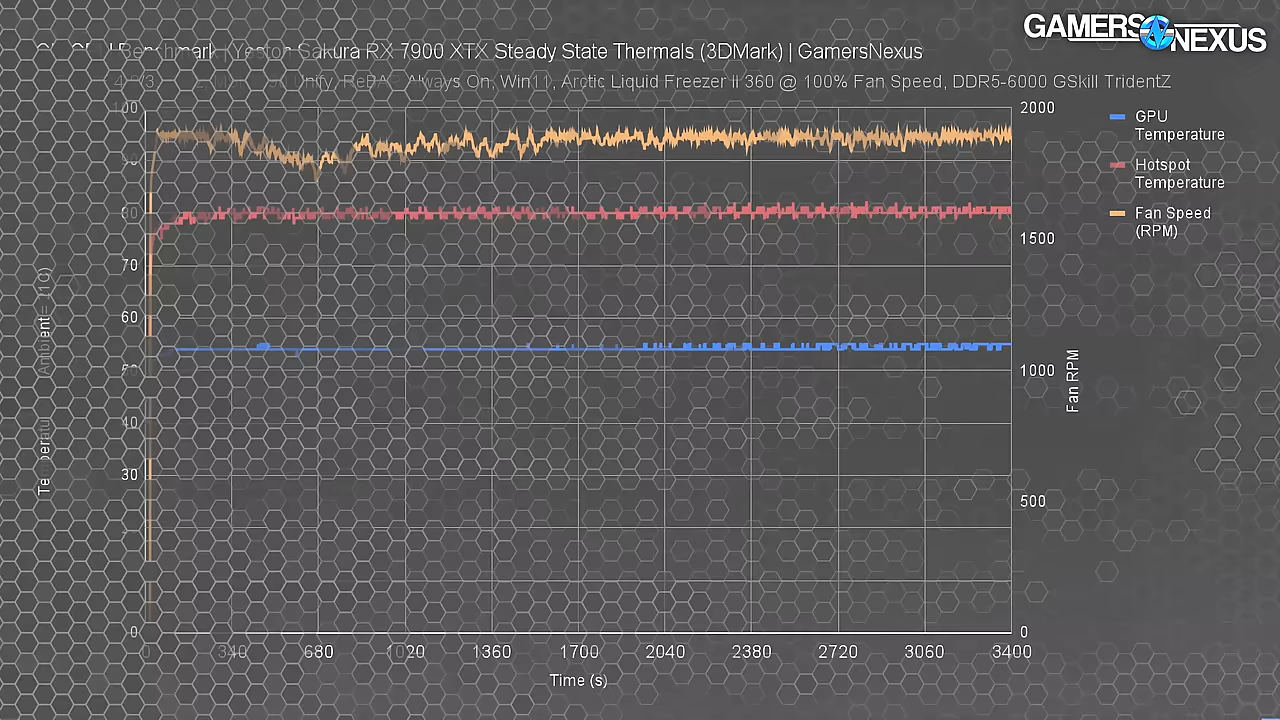 GAMERS NEXUS
Benchmark | Yeston Sakura RX 7900 XTX Steady State Thermals (3DMark) | GamersNexus
Unify, ReBAR Always On, Win11, Arctic Liquid Freezer II 360 @ 100% Fan Speed, DDR5-6000 GSkill TridentZ
100
90
80
70
60
50
40
30
0
2000
1500
1000
500
0
GPU
Temperature
Hotspot
Temperature
Fan Speed
(RPM)
Fan RPM
0 340 680 1020 1360 1700 2040 2380 2720 3060 3400
Time (s)